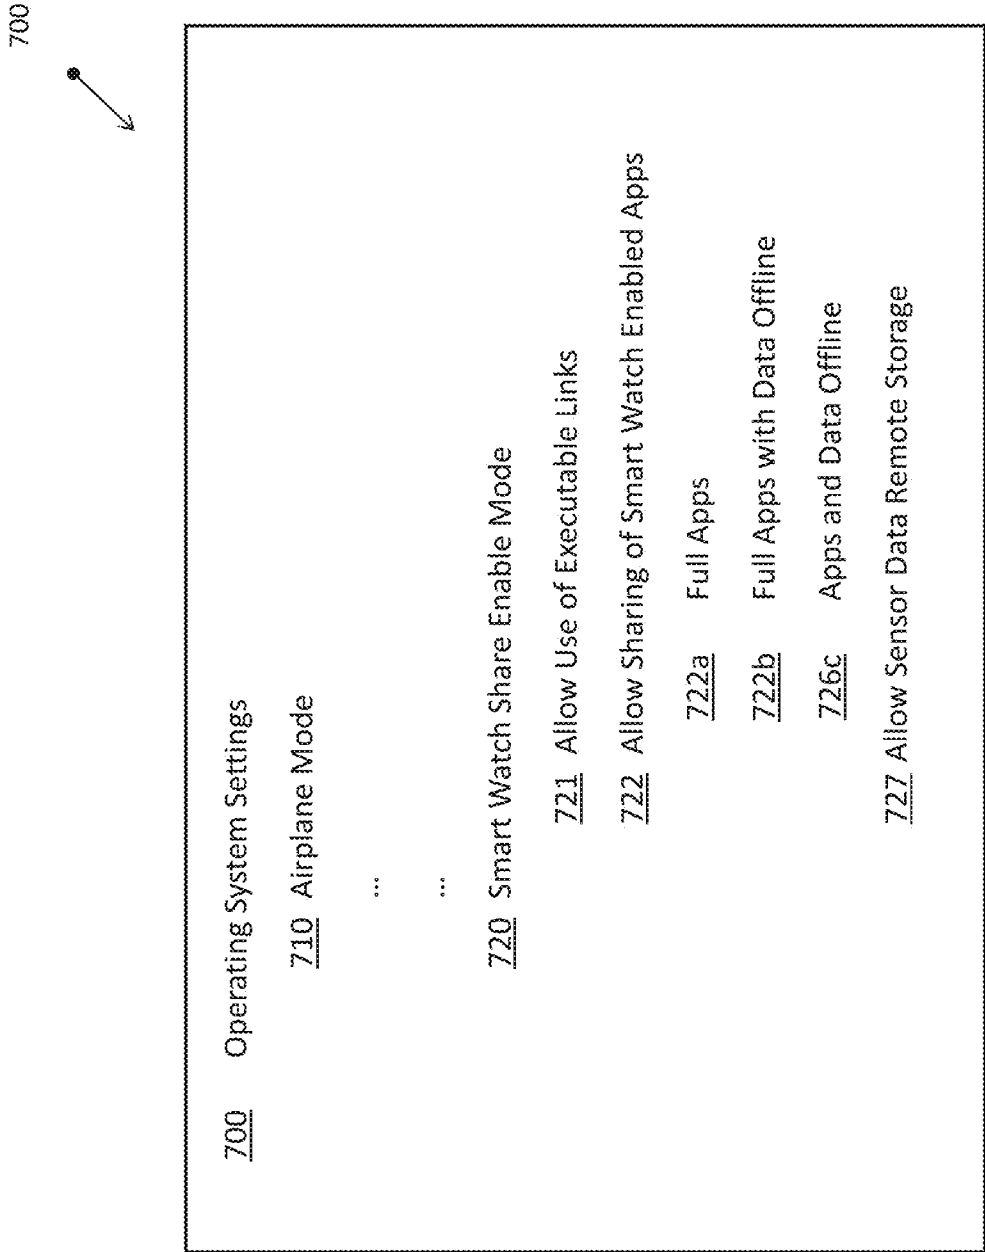 700
700 Operating System Settings
710 Airplane Mode
...
...
720 Smart Watch Share Enable Mode
721 Allow Use of Executable Links
722 Allow Sharing of Smart Watch Enabled Apps
722a Full Apps
722b Full Apps with Data Offline
726c Apps and Data Offline
727 Allow Sensor Data Remote Storage